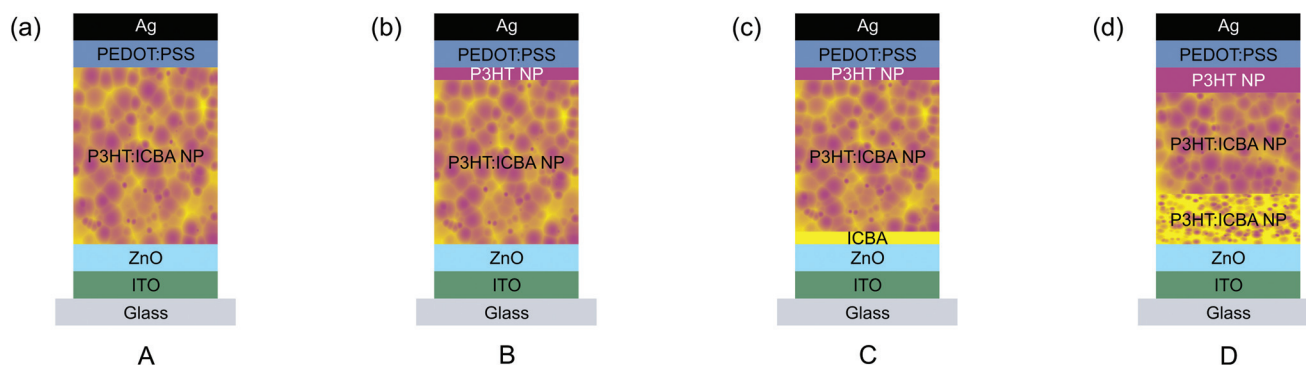 (a)
Ag
PEDOT:PSS
P3HT:ICBA NP
ZnO
ITO
Glass
A
(b)
Ag
PEDOT:PSS
P3HT NP
P3HT:ICBA NP
ZnO
ITO
Glass
B
(c)
Ag
PEDOT:PSS
P3HT NP
P3HT:ICBA NP
ICBA
ZnO
ITO
Glass
C
(d)
Ag
PEDOT:PSS
P3HT NP
P3HT:ICBA NP
P3HT:ICBA NP
ZnO
ITO
Glass
D